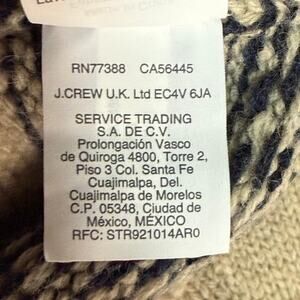 RN77388 CA56445
J.CREW U.K. Ltd EC4V 6JA
SERVICE TRADING
S.A. DE C.V.
Prolongación Vasco
de Quiroga 4800, Torre 2,
Piso 3 Col. Santa Fe
Cuajimalpa, Del.
Cuajimalpa de Morelos
C.P. 05348, Ciudad de
México, MÉXICO
RFC: STR921014AR0